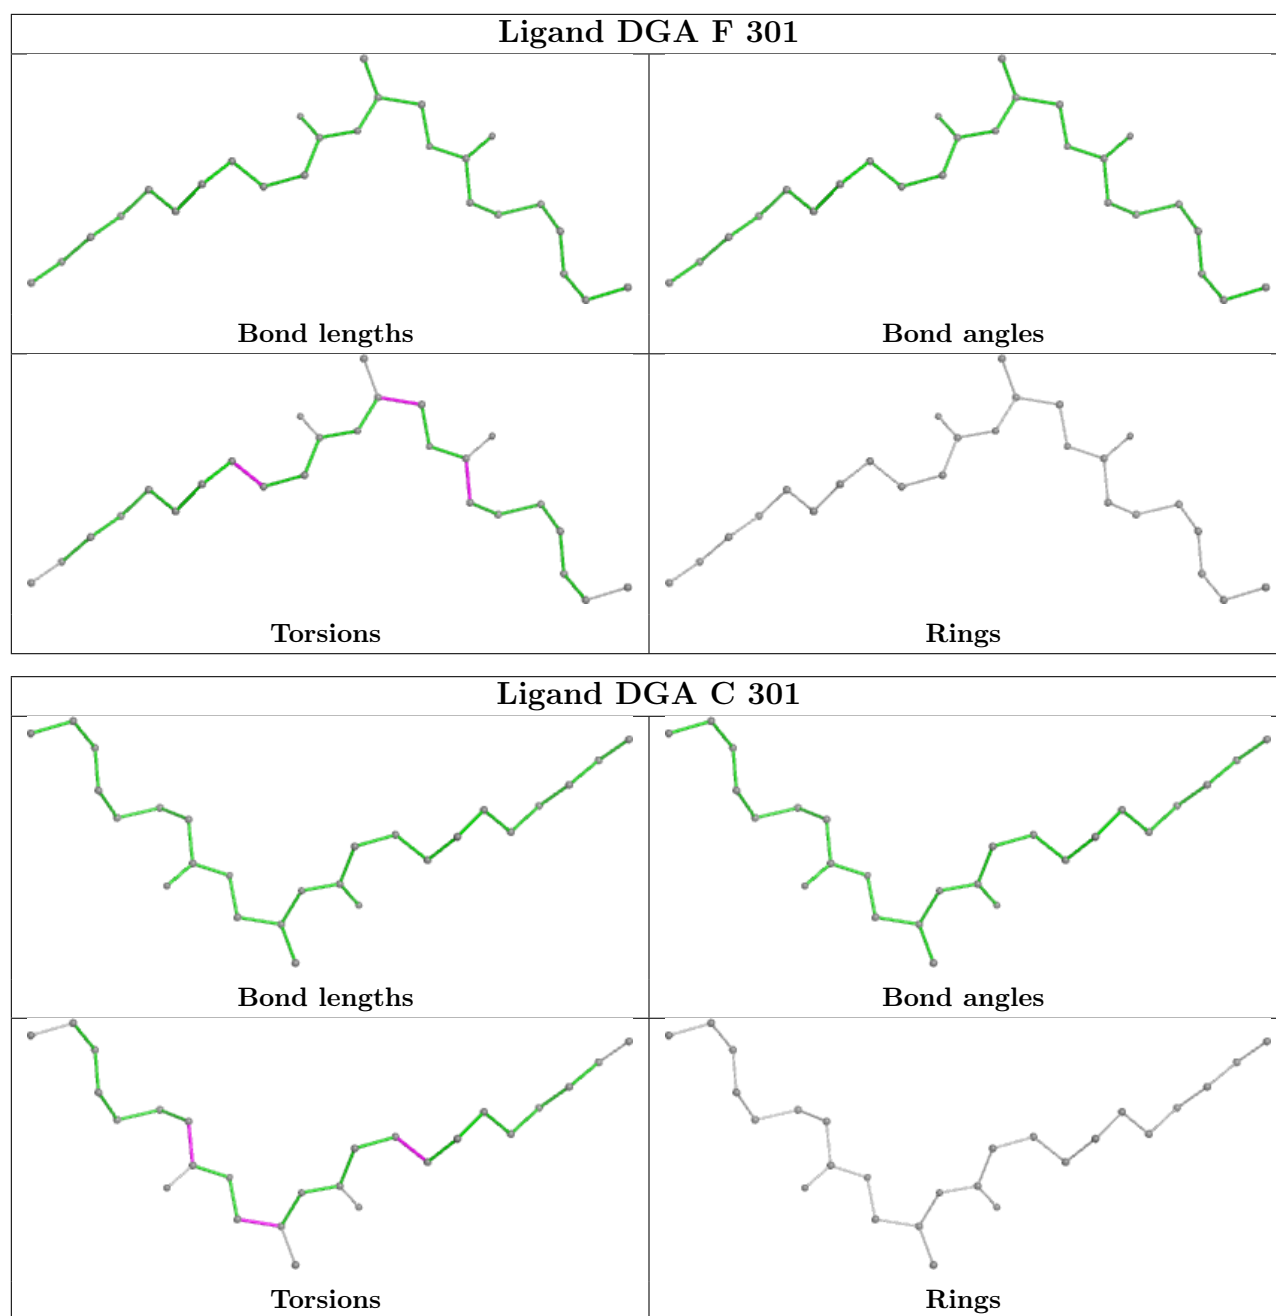 Ligand DGA F 301
Bond lengths
Bond angles
Torsions
Rings
Ligand DGA C 301
Bond lengths
Bond angles
Torsions
Rings